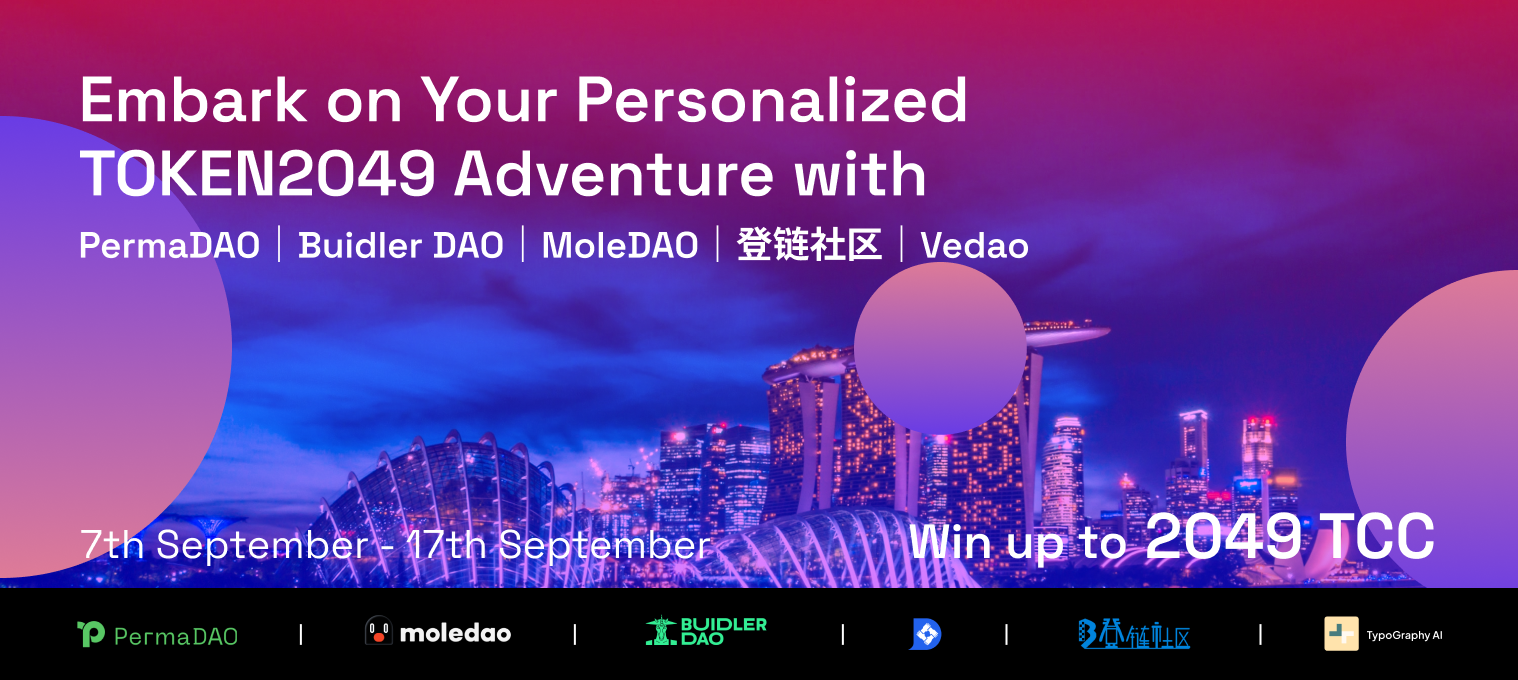 Embark on Your Personalized
TOKEN2049 Adventure with
PermaDAO | Buidler DAO | MoleDAO | 登链社区 | Vedao
7th September - 17th September
Win up to 2049 TCC
PermaDAO | moledao | BUIDLER DAO | | 登链社区 | TypoGraphy AI